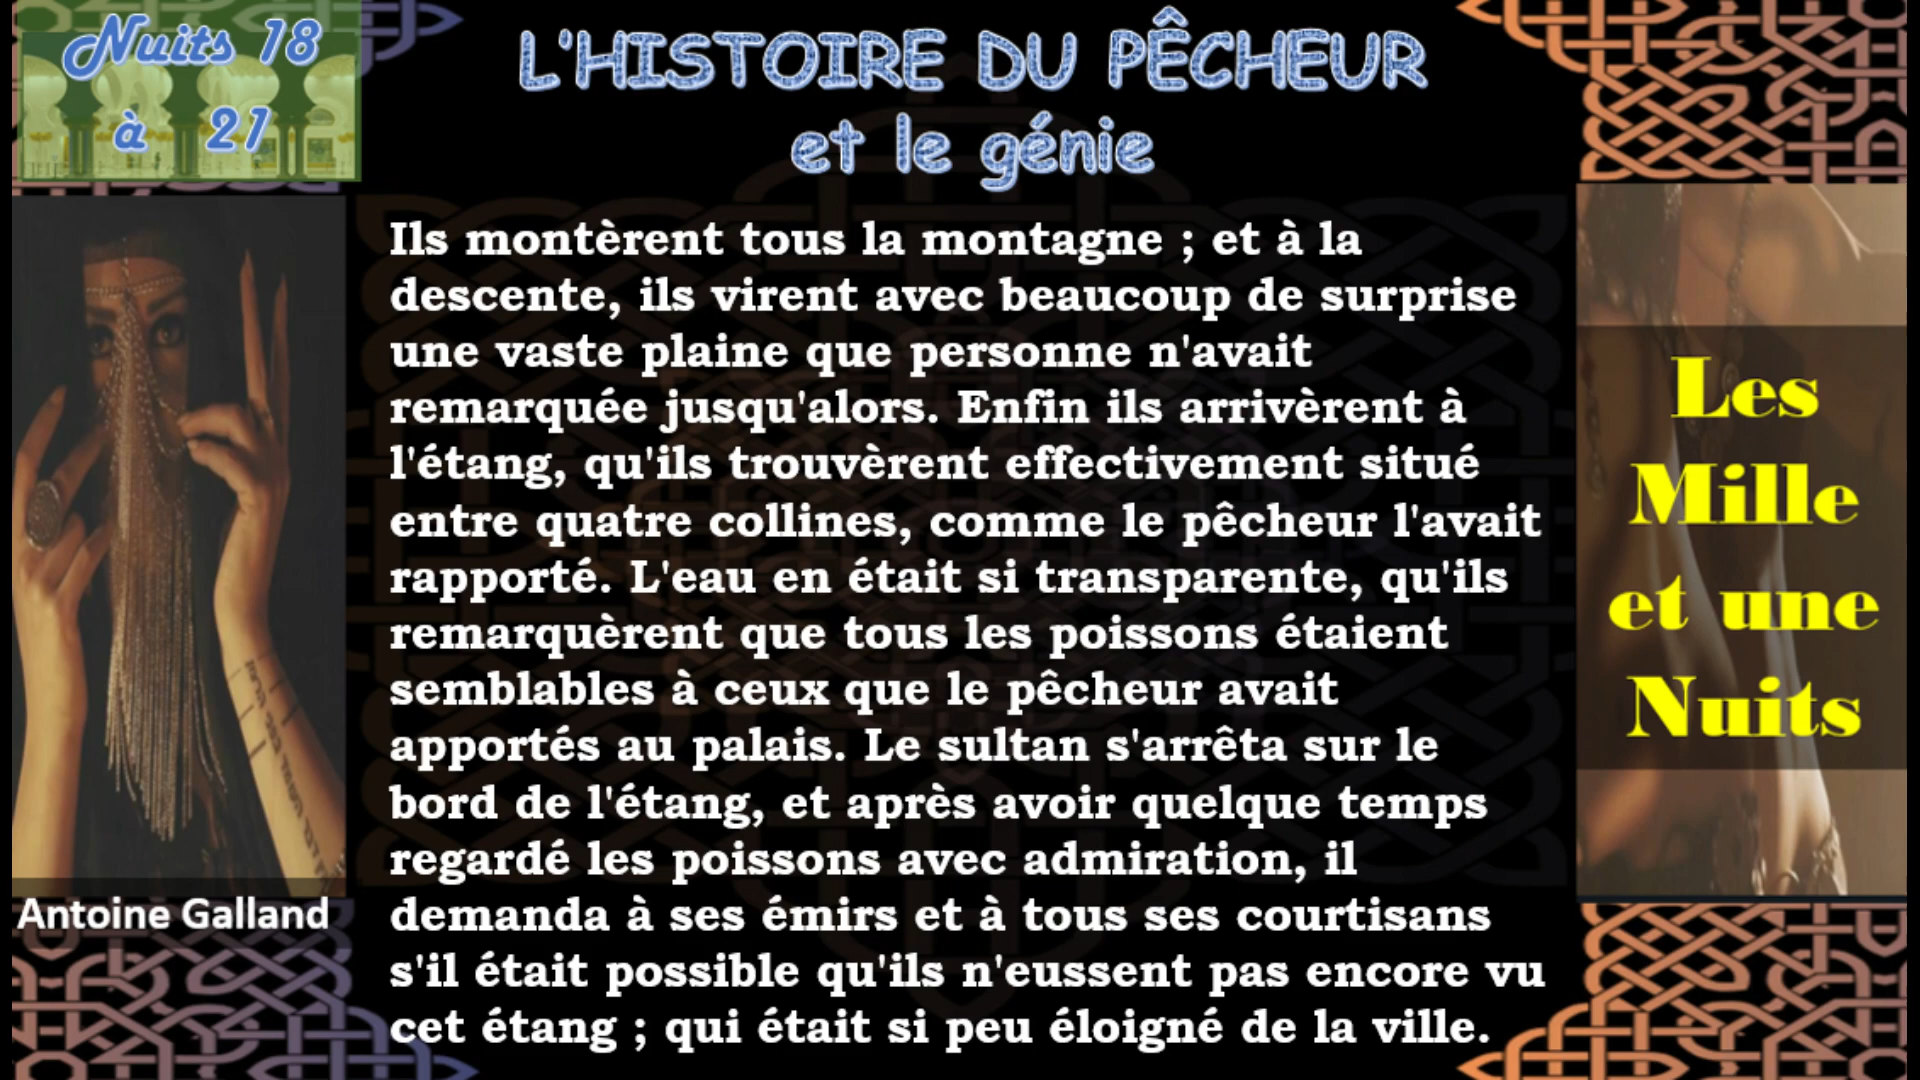 Nuits 18
à 21
L'HISTOIRE DU PÊCHEUR
et le génie
Ils montèrent tous la montagne ; et à la
descente, ils virent avec beaucoup de surprise
une vaste plaine que personne n'avait
remarquée jusqu'alors. Enfin ils arrivèrent à
l'étang, qu'ils trouvèrent effectivement situé
entre quatre collines, comme le pêcheur l'avait
rapporté. L'eau en était si transparente, qu'ils
remarquèrent que tous les poissons étaient
semblables à ceux que le pêcheur avait
apportés au palais. Le sultan s'arrêta sur le
bord de l'étang, et après avoir quelque temps
regardé les poissons avec admiration, il
demanda à ses émirs et à tous ses courtisans
s'il était possible qu'ils n'eussent pas encore vu
cet étang ; qui était si peu éloigné de la ville.
Antoine Galland
Les
Mille
et une
Nuits